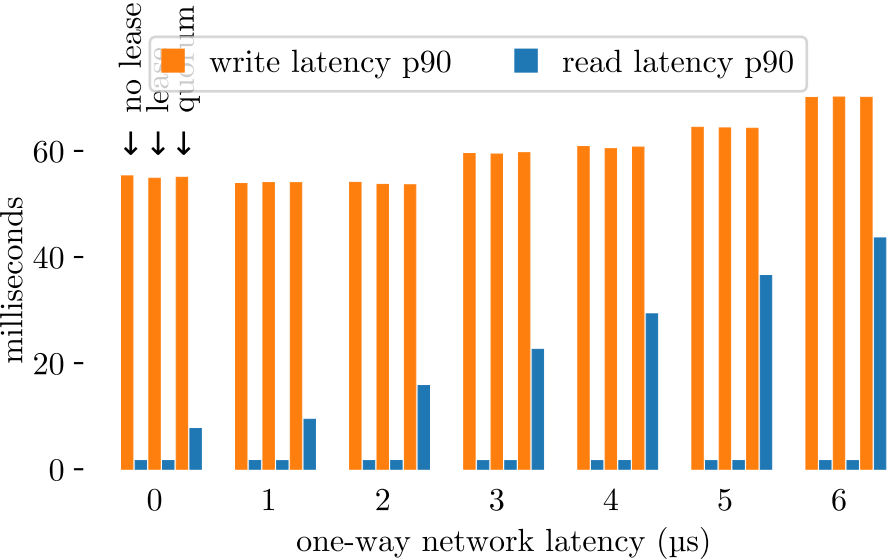 no lease
lease
quorum
write latency p90
read latency p90
milliseconds
60
40
20
0
0 1 2 3 4 5 6
one-way network latency (µs)